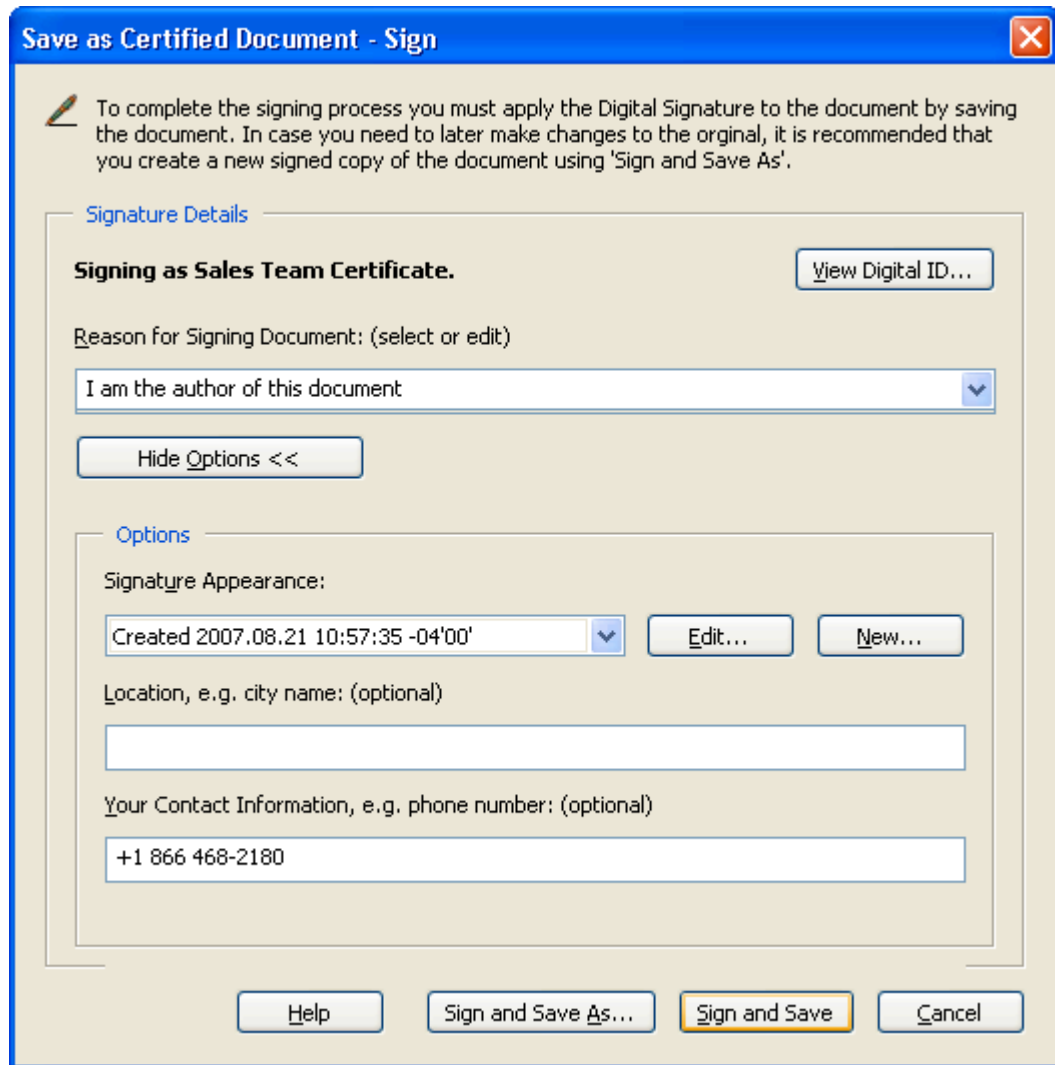 Save as Certified Document - Sign
To complete the signing process you must apply the Digital Signature to the document by saving
the document. In case you need to later make changes to the orginal, it is recommended that
you create a new signed copy of the document using 'Sign and Save As'.
Signature Details
Signing as Sales Team Certificate.
View Digital ID...
Reason for Signing Document: (select or edit)
I am the author of this document
Hide Options <<
Options
Signature Appearance:
Created 2007.08.21 10:57:35 -04'00'
Edit...
New...
Location, e.g. city name: (optional)
Your Contact Information, e.g. phone number: (optional)
+1 866 468-2180
Help
Sign and Save As...
Sign and Save
Cancel